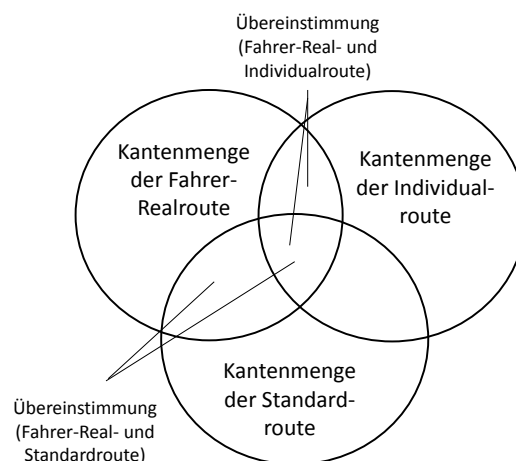 Übereinstimmung
(Fahrer-Real- und
Individualroute)
Kantenmenge
der Fahrer-
Realroute
Kantenmenge
der Individual-
route
Kantenmenge
der Standard-
route
Übereinstimmung
(Fahrer-Real- und
Standardroute)